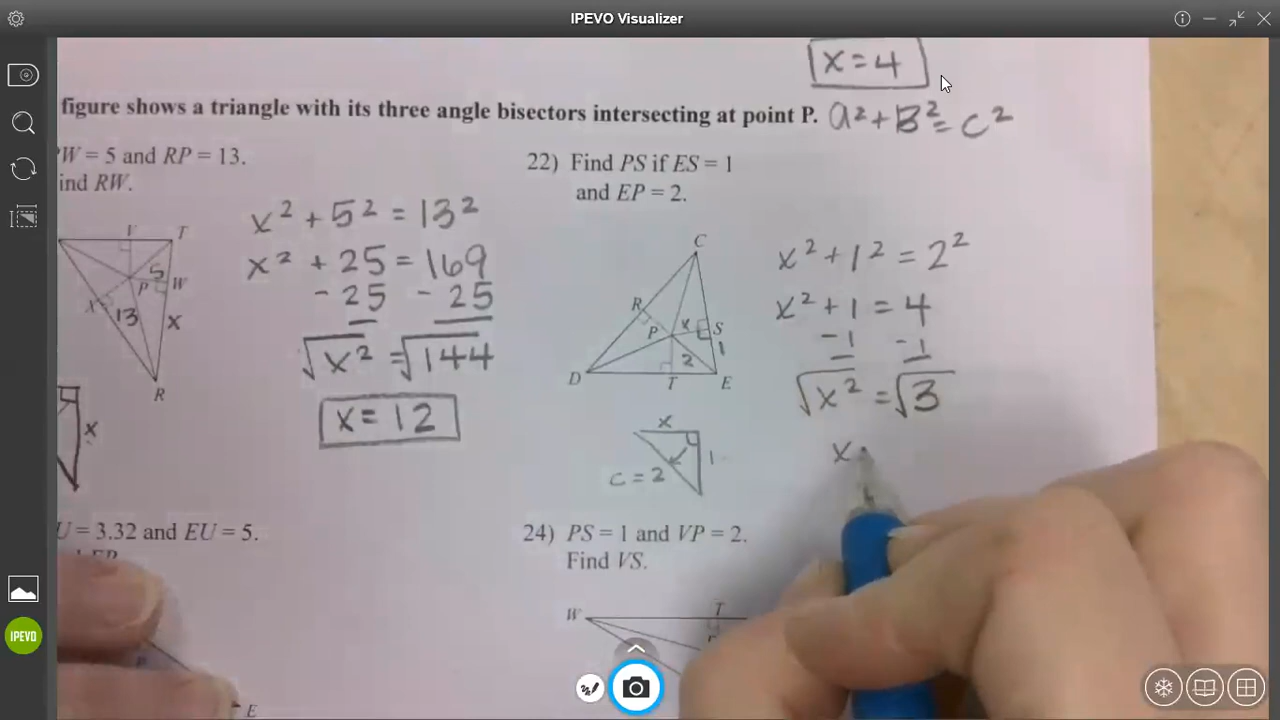 IPEVO Visualizer
x = 4
figure shows a triangle with its three angle bisectors intersecting at point P.
a² + B² = c²
W = 5 and RP = 13.
ind RW.
x² + 5² = 13²
x² + 25 = 169
- 25 - 25
√x² = √144
x = 12
V T
5
P W
13 x
R
x
22) Find PS if ES = 1
and EP = 2.
C
R
P x S
1
2
D T E
x
1
c = 2
x² + 1² = 2²
x² + 1 = 4
- 1 - 1
√x² = √3
x
U = 3.32 and EU = 5.
E
24) PS = 1 and VP = 2.
Find VS.
W T
IPEVO